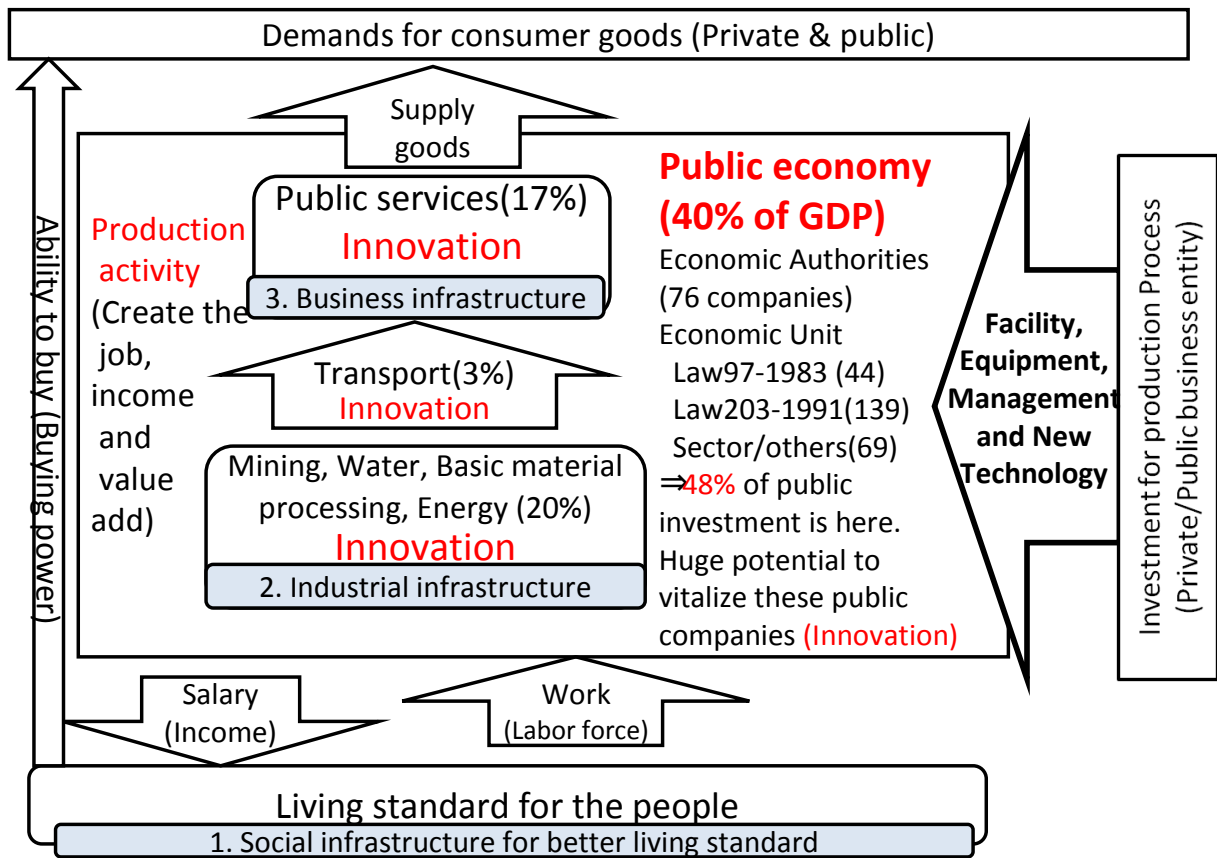 Demands for consumer goods (Private & public)
Supply
goods
Ability to buy (Buying power)
Production
activity
(Create the
job,
income
and
value
add)
Public services(17%)
Innovation
3. Business infrastructure
Transport(3%)
Innovation
Mining, Water, Basic material
processing, Energy (20%)
Innovation
2. Industrial infrastructure
Public economy
(40% of GDP)
Economic Authorities
(76 companies)
Economic Unit
Law97-1983 (44)
Law203-1991(139)
Sector/others(69)
⇒48% of public
investment is here.
Huge potential to
vitalize these public
companies (Innovation)
Facility,
Equipment,
Management
and New
Technology
Investment for production Process
(Private/Public business entity)
Salary
(Income)
Work
(Labor force)
Living standard for the people
1. Social infrastructure for better living standard